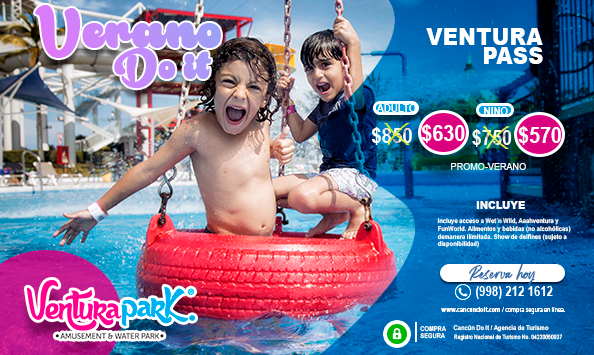 Verano
Do it
VENTURA
PASS
ADULTO
$850 $630
NIÑO
$750 $570
PROMO-VERANO
INCLUYE
Incluye acceso a Wet'n Wild, Aaahventura y
FunWorld. Alimentos y bebidas (no alcohólicas)
demanera ilimitada. Show de delfines (sujeto a
disponibilidad)
Reserva hoy
(998) 212 1612
www.cancundoit.com / compra segura en línea.
COMPRA
SEGURA
Cancún Do It / Agencia de Turismo
Registro Nacional de Turismo No. 04230050937
Ventura park
AMUSEMENT & WATER PARK